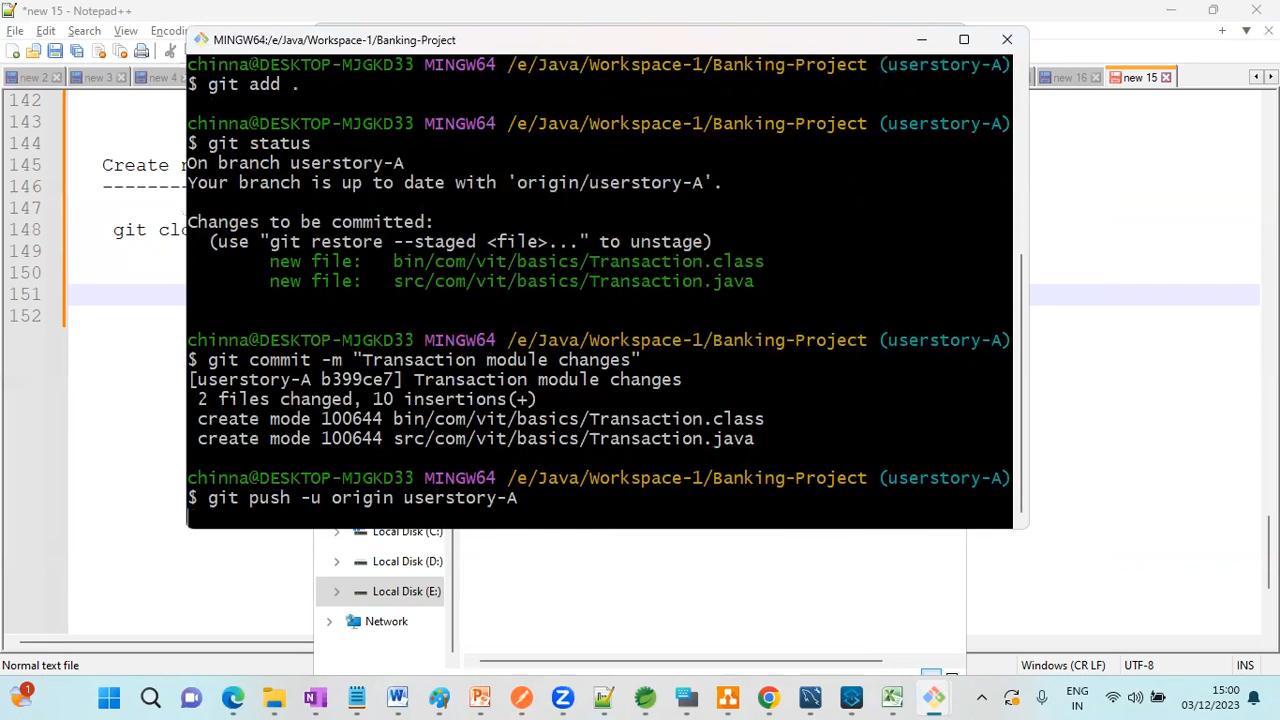 *new 15 - Notepad++
MINGW64:/e/Java/Workspace-1/Banking-Project
File Edit Search View Encodin
new 2 new 3 new 4 new 16 new 15
142
143
144
145 Create
146 --------
147
148 git clo
149
150
151
152
chinna@DESKTOP-MJGKD33 MINGW64 /e/Java/Workspace-1/Banking-Project (userstory-A)
$ git add .
chinna@DESKTOP-MJGKD33 MINGW64 /e/Java/Workspace-1/Banking-Project (userstory-A)
$ git status
On branch userstory-A
Your branch is up to date with 'origin/userstory-A'.
Changes to be committed:
(use "git restore --staged <file>..." to unstage)
new file: bin/com/vit/basics/Transaction.class
new file: src/com/vit/basics/Transaction.java
chinna@DESKTOP-MJGKD33 MINGW64 /e/Java/Workspace-1/Banking-Project (userstory-A)
$ git commit -m "Transaction module changes"
[userstory-A b399ce7] Transaction module changes
2 files changed, 10 insertions(+)
create mode 100644 bin/com/vit/basics/Transaction.class
create mode 100644 src/com/vit/basics/Transaction.java
chinna@DESKTOP-MJGKD33 MINGW64 /e/Java/Workspace-1/Banking-Project (userstory-A)
$ git push -u origin userstory-A
Local Disk (C:)
Local Disk (D:)
Local Disk (E:)
Network
Normal text file Windows (CR LF) UTF-8 INS
1
ENG
IN
15:00
03/12/2023